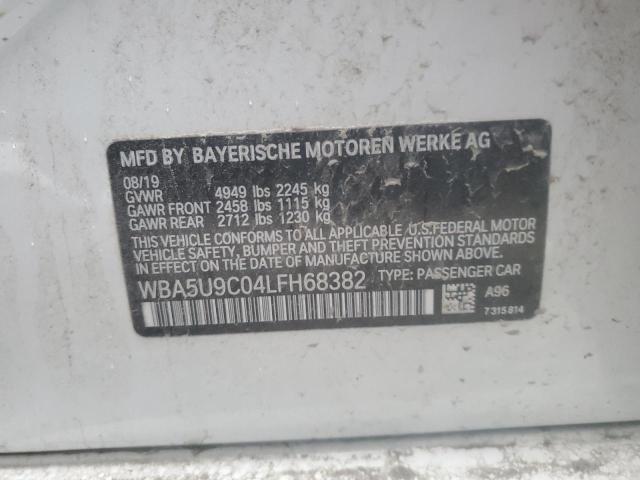 MFD BY BAYERISCHE MOTOREN WERKE AG
08/19
GVWR 4949 lbs 2245 kg
GAWR FRONT 2458 lbs 1115 kg
GAWR REAR 2712 lbs 1230 kg
THIS VEHICLE CONFORMS TO ALL APPLICABLE U.S.FEDERAL MOTOR
VEHICLE SAFETY, BUMPER AND THEFT PREVENTION STANDARDS
IN EFFECT ON THE DATE OF MANUFACTURE SHOWN ABOVE.
WBA5U9C04LFH68382 TYPE: PASSENGER CAR
A96
7315814